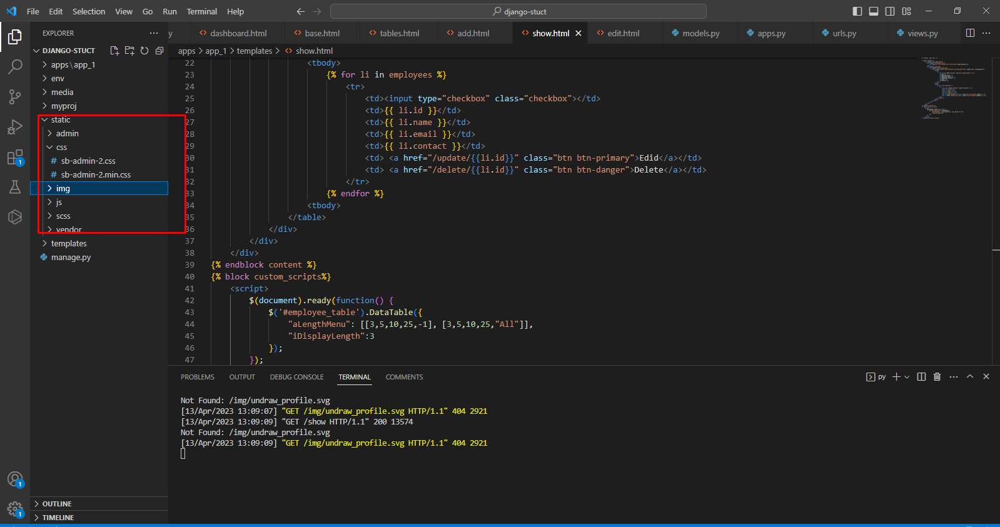 File Edit Selection View Go Run Terminal Help django-stuct
EXPLORER ··· y dashboard.html base.html tables.html add.html show.html edit.html models.py apps.py urls.py views.py ···
DJANGO-STUCT
apps > app_1 > templates > show.html
apps\app_1
env
media
myproj
static
admin
css
sb-admin-2.css
sb-admin-2.min.css
img
js
scss
vendor
templates
manage.py
OUTLINE
TIMELINE
1
1
1
22 <tbody>
23 {% for li in employees %}
24 <tr>
25 <td><input type="checkbox" class="checkbox"></td>
26 <td>{{ li.id }}</td>
27 <td>{{ li.name }}</td>
28 <td>{{ li.email }}</td>
29 <td>{{ li.contact }}</td>
30 <td> <a href="/update/{{li.id}}" class="btn btn-primary">Edid</a></td>
31 <td> <a href="/delete/{{li.id}}" class="btn btn-danger">Delete</a></td>
32 </tr>
33 {% endfor %}
34 <tbody>
35 </table>
36 </div>
37 </div>
38 </div>
39 {% endblock content %}
40 {% block custom_scripts%}
41 <script>
42 $(document).ready(function() {
43 $('#employee_table').DataTable({
44 "aLengthMenu": [[3,5,10,25,-1], [3,5,10,25,"All"]],
45 "iDisplayLength":3
46 });
47 });
PROBLEMS OUTPUT DEBUG CONSOLE TERMINAL COMMENTS py ···
Not Found: /img/undraw_profile.svg
[13/Apr/2023 13:09:07] "GET /img/undraw_profile.svg HTTP/1.1" 404 2921
[13/Apr/2023 13:09:09] "GET /show HTTP/1.1" 200 13574
Not Found: /img/undraw_profile.svg
[13/Apr/2023 13:09:09] "GET /img/undraw_profile.svg HTTP/1.1" 404 2921